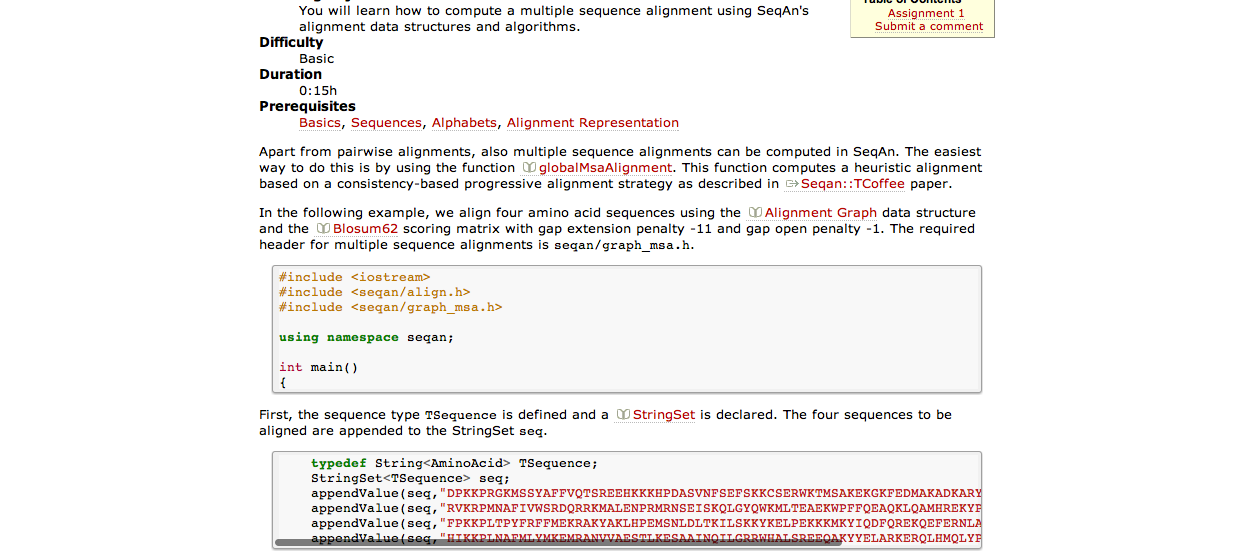 You will learn how to compute a multiple sequence alignment using SeqAn's
alignment data structures and algorithms.
Table of Contents
Assignment 1
Submit a comment
Difficulty
Basic
Duration
0:15h
Prerequisites
Basics, Sequences, Alphabets, Alignment Representation
Apart from pairwise alignments, also multiple sequence alignments can be computed in SeqAn. The easiest
way to do this is by using the function globalMsaAlignment. This function computes a heuristic alignment
based on a consistency-based progressive alignment strategy as described in Seqan::TCoffee paper.
In the following example, we align four amino acid sequences using the Alignment Graph data structure
and the Blosum62 scoring matrix with gap extension penalty -11 and gap open penalty -1. The required
header for multiple sequence alignments is seqan/graph_msa.h.
#include <iostream>
#include <seqan/align.h>
#include <seqan/graph_msa.h>
using namespace seqan;
int main()
{
First, the sequence type TSequence is defined and a StringSet is declared. The four sequences to be
aligned are appended to the StringSet seq.
typedef String<AminoAcid> TSequence;
StringSet<TSequence> seq;
appendValue(seq,"DPKKPRGKMSSYAFFVQTSREEHKKKHPDASVNFSEFSKKCSERWKTMSAKEKGKFEDMAKADKARY
appendValue(seq,"RVKRPMNAFIVWSRDQRRKMALENPRMRNSEISKQLGYQWKMLTEAEKWPFFQEAQKLQAMHREKYP
appendValue(seq,"FPKKPLTPYFRFFMEKRAKYAKLHPEMSNLDLTKILSKKYKELPEKKKMKYIQDFQREKQEFERNLA
appendValue(seq,"HIKKPLNAFMLYMKEMRANVVAESTLKESAAINQILGRRWHALSREEQAKYYELARKERQLHMQLYP